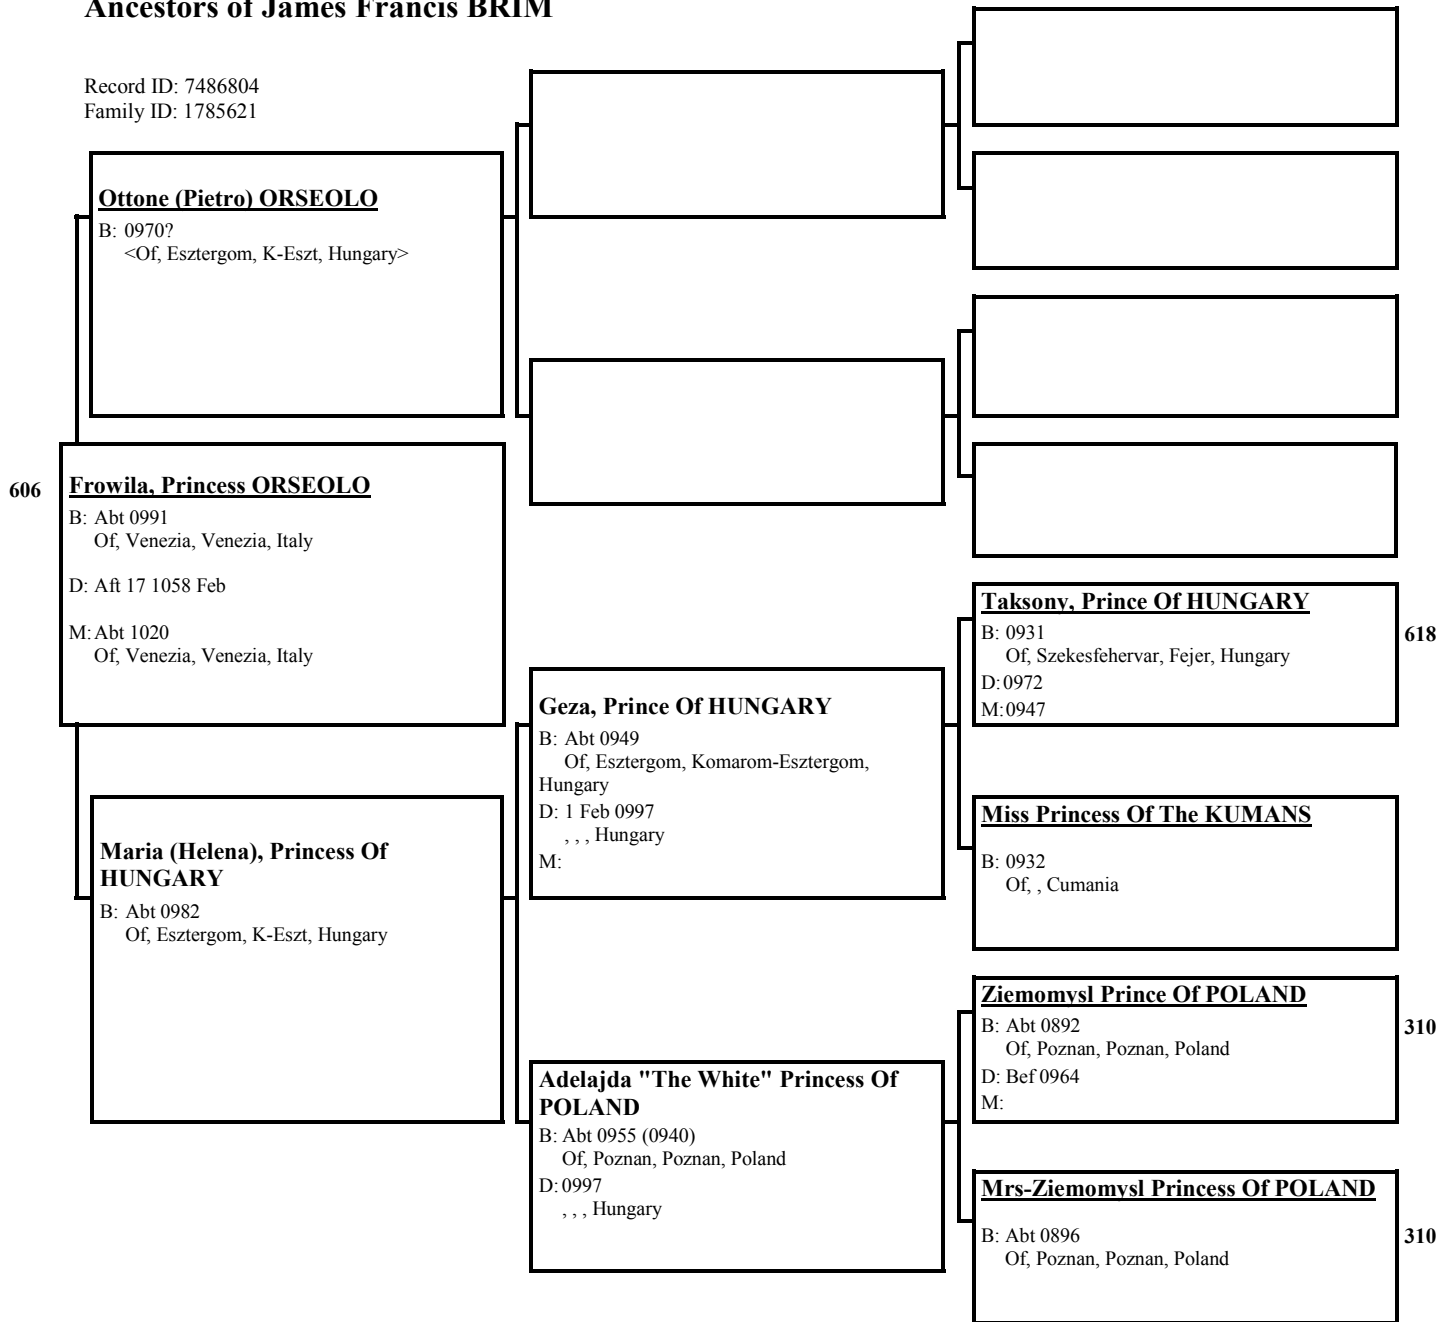 Ancestors of James Francis BRIM
Record ID: 7486804
Family ID: 1785621
Ottone (Pietro) ORSEOLO
B: 0970?
<Of, Esztergom, K-Eszt, Hungary>
606
Frowila, Princess ORSEOLO
B: Abt 0991
Of, Venezia, Venezia, Italy
D: Aft 17 1058 Feb
M: Abt 1020
Of, Venezia, Venezia, Italy
Maria (Helena), Princess Of
HUNGARY
B: Abt 0982
Of, Esztergom, K-Eszt, Hungary
Geza, Prince Of HUNGARY
B: Abt 0949
Of, Esztergom, Komarom-Esztergom,
Hungary
D: 1 Feb 0997
, , , Hungary
M:
Adelajda "The White" Princess Of
POLAND
B: Abt 0955 (0940)
Of, Poznan, Poznan, Poland
D: 0997
, , , Hungary
Taksony, Prince Of HUNGARY
B: 0931
Of, Szekesfehervar, Fejer, Hungary
D: 0972
M: 0947
618
Miss Princess Of The KUMANS
B: 0932
Of, , Cumania
Ziemomysl Prince Of POLAND
B: Abt 0892
Of, Poznan, Poznan, Poland
D: Bef 0964
M:
310
Mrs-Ziemomysl Princess Of POLAND
B: Abt 0896
Of, Poznan, Poznan, Poland
310